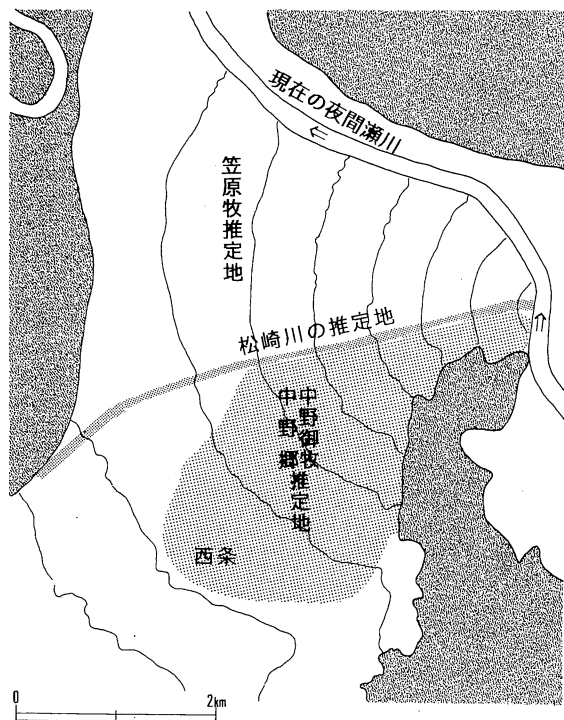 現在の夜間瀬川
笠原牧推定地
松崎川の推定地
中野御牧推定地
中野郷
西条
0
2km